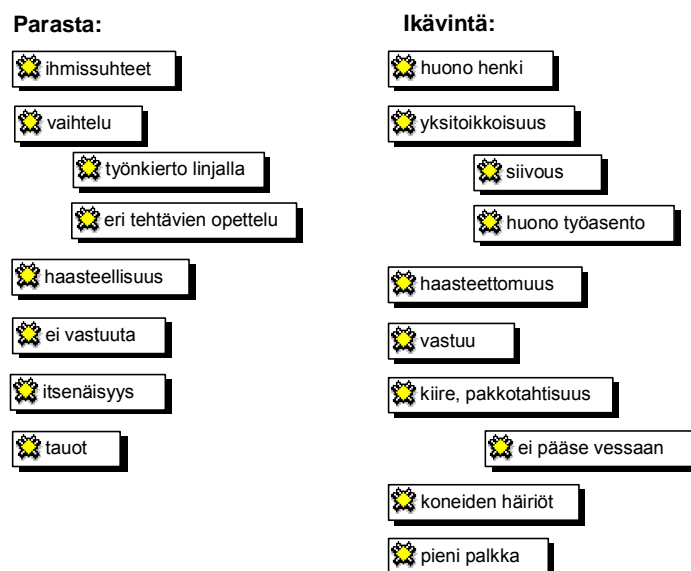 Parasta:
ihmissuhteet
vaihtelu
työnkierto linjalla
eri tehtävien opettelu
haasteellisuus
ei vastuuta
itsenäisyys
tauot
Ikävintä:
huono henki
yksitoikkoisuus
siivous
huono työasento
haasteettomuus
vastuu
kiire, pakkotahtisuus
ei pääse vessaan
koneiden häiriöt
pieni palkka